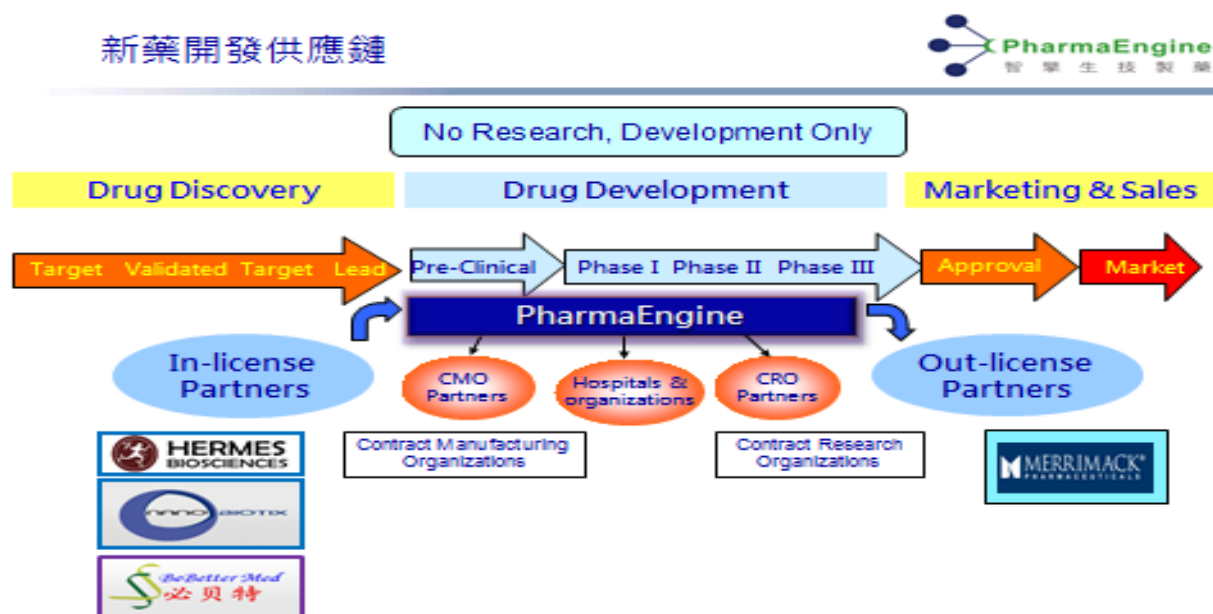 新藥開發供應鏈
PharmaEngine
智擎生技製藥
No Research, Development Only
Drug Discovery
Drug Development
Marketing & Sales
Target Validated Target Lead
Pre-Clinical
Phase I Phase II Phase III
Approval
Market
PharmaEngine
In-license
Partners
CMO
Partners
Hospitals &
organizations
CRO
Partners
Out-license
Partners
Contract Manufacturing
Organizations
Contract Research
Organizations
HERMES
BIOSCIENCES
NANOBIOTIX
BeBetter Med
必贝特
MERRIMACK®
PHARMACEUTICALS